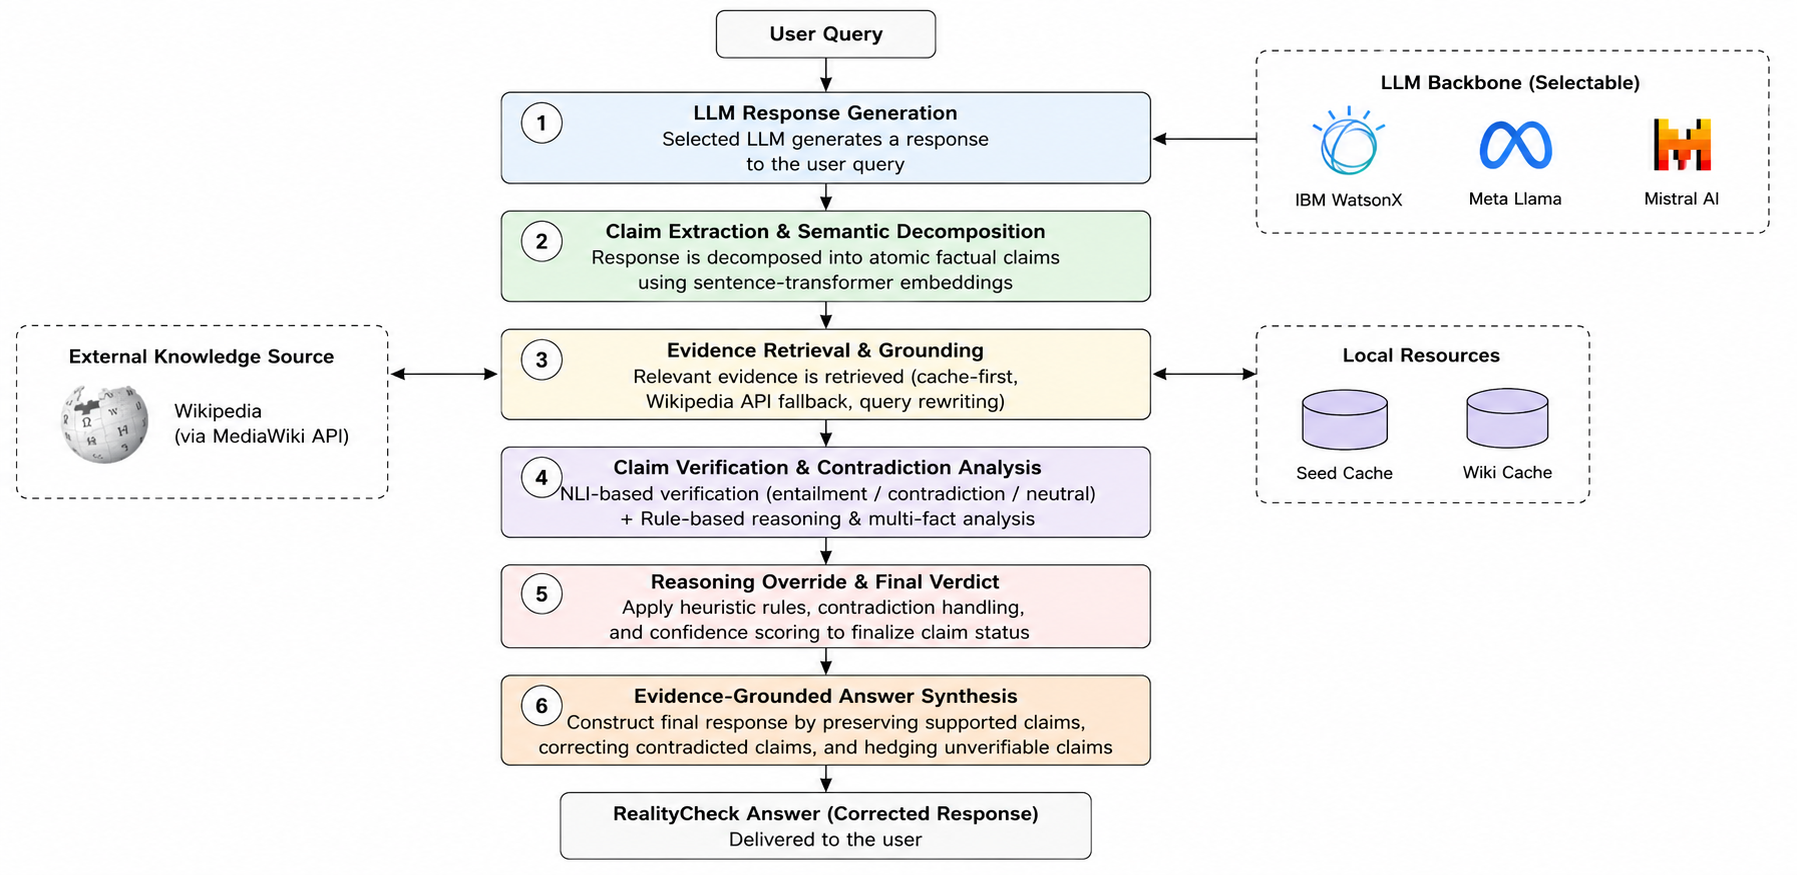 User Query
1
LLM Response Generation
Selected LLM generates a response
to the user query
LLM Backbone (Selectable)
IBM WatsonX
Meta Llama
Mistral AI
2
Claim Extraction & Semantic Decomposition
Response is decomposed into atomic factual claims
using sentence-transformer embeddings
External Knowledge Source
Wikipedia
(via MediaWiki API)
3
Evidence Retrieval & Grounding
Relevant evidence is retrieved (cache-first,
Wikipedia API fallback, query rewriting)
Local Resources
Seed Cache
Wiki Cache
4
Claim Verification & Contradiction Analysis
NLI-based verification (entailment / contradiction / neutral)
+ Rule-based reasoning & multi-fact analysis
5
Reasoning Override & Final Verdict
Apply heuristic rules, contradiction handling,
and confidence scoring to finalize claim status
6
Evidence-Grounded Answer Synthesis
Construct final response by preserving supported claims,
correcting contradicted claims, and hedging unverifiable claims
RealityCheck Answer (Corrected Response)
Delivered to the user